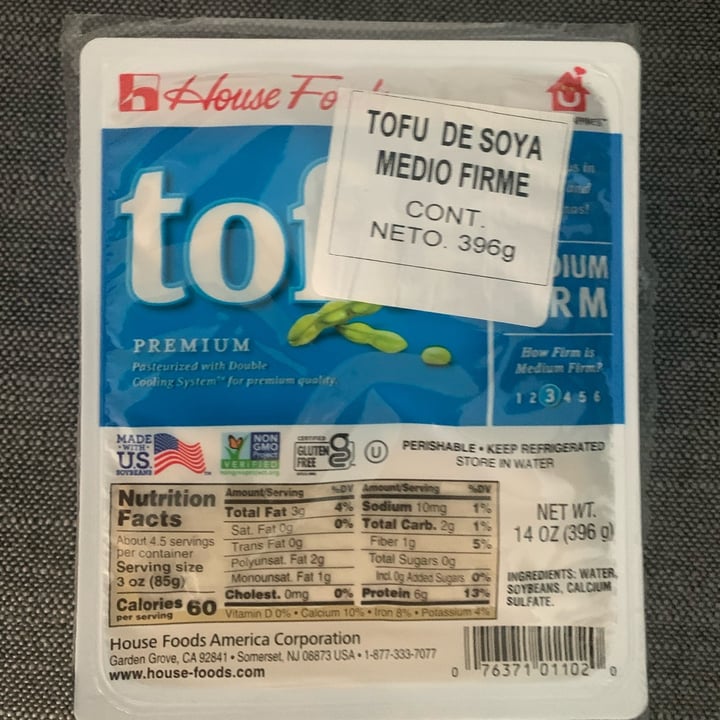 House Fo
TOFU DE SOYA
MEDIO FIRME
CONT.
NETO. 396g
to
PREMIUM
Pasteurized with Double
Cooling System™ for premium quality.
IUM
RM
How Firm is
Medium Firm?
1 2 3 4 5 6
MADE
WITH
U.S.
SOYBEANS
NON
GMO
Project
VERIFIED
nongmoproject.org
CERTIFIED
GLUTEN
FREE
U
PERISHABLE • KEEP REFRIGERATED
STORE IN WATER
Nutrition
Facts
About 4.5 servings
per container
Serving size
3 oz (85g)
Calories 60
per serving
Amount/Serving %DV
Total Fat 3g 4%
Sat. Fat 0g 0%
Trans Fat 0g
Polyunsat. Fat 2g
Monounsat. Fat 1g
Cholest. 0mg 0%
Amount/Serving %DV
Sodium 10mg 1%
Total Carb. 2g 1%
Fiber 1g 5%
Total Sugars 0g
Incl. 0g Added Sugars 0%
Protein 6g 13%
Vitamin D 0% • Calcium 10% • Iron 8% • Potassium 4%
NET WT.
14 OZ (396 g)
INGREDIENTS: WATER,
SOYBEANS, CALCIUM
SULFATE.
House Foods America Corporation
Garden Grove, CA 92841 • Somerset, NJ 08873 USA • 1-877-333-7077
www.house-foods.com
0 76371 01102 0